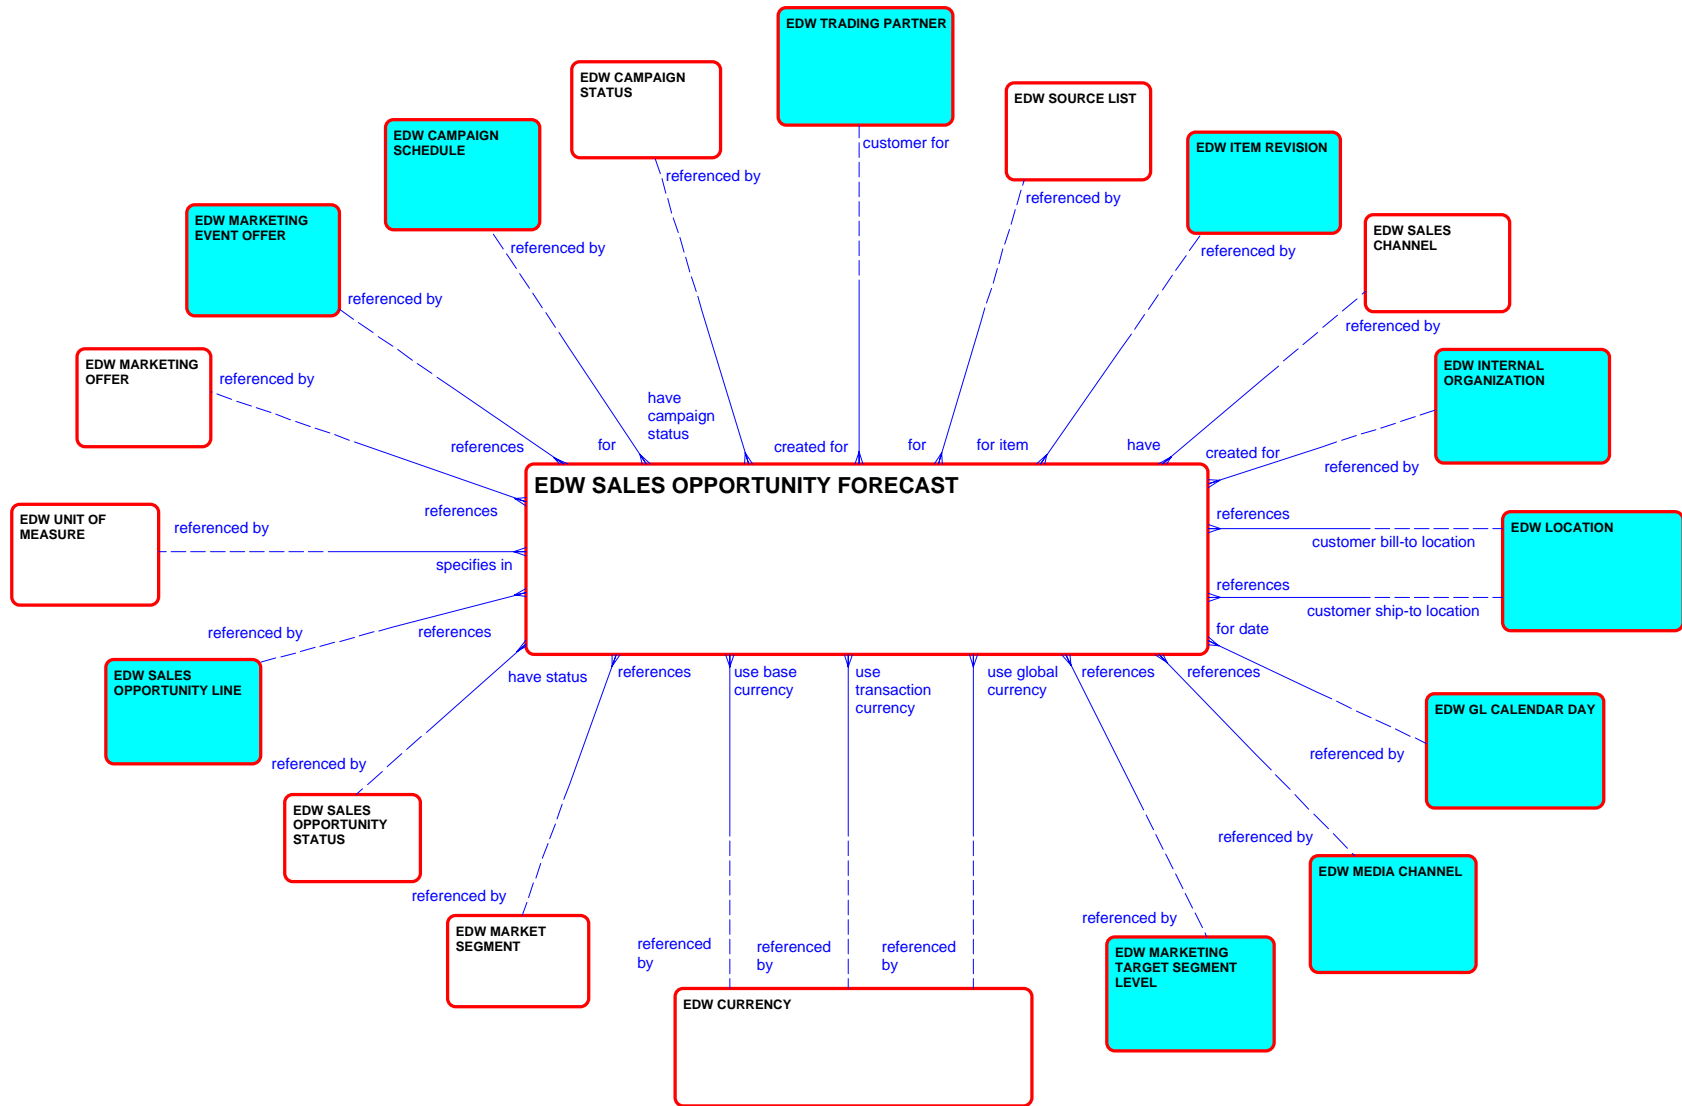 EDW TRADING PARTNER
EDW CAMPAIGN
STATUS
EDW SOURCE LIST
EDW CAMPAIGN
SCHEDULE
customer for
EDW ITEM REVISION
referenced by
referenced by
EDW MARKETING
EVENT OFFER
referenced by
referenced by
EDW SALES
CHANNEL
referenced by
referenced by
EDW MARKETING
OFFER
referenced by
EDW INTERNAL
ORGANIZATION
have
campaign
status
references
for
created for
for
for item
have
created for
referenced by
EDW SALES OPPORTUNITY FORECAST
references
references
EDW UNIT OF
MEASURE
referenced by
EDW LOCATION
customer bill-to location
specifies in
references
customer ship-to location
referenced by
references
for date
EDW SALES
OPPORTUNITY LINE
have status
references
use base
currency
use
transaction
currency
use global
currency
references
references
EDW GL CALENDAR DAY
referenced by
referenced by
EDW SALES
OPPORTUNITY
STATUS
referenced by
EDW MEDIA CHANNEL
referenced by
EDW MARKET
SEGMENT
referenced by
referenced
by
referenced
by
referenced
by
EDW MARKETING
TARGET SEGMENT
LEVEL
EDW CURRENCY